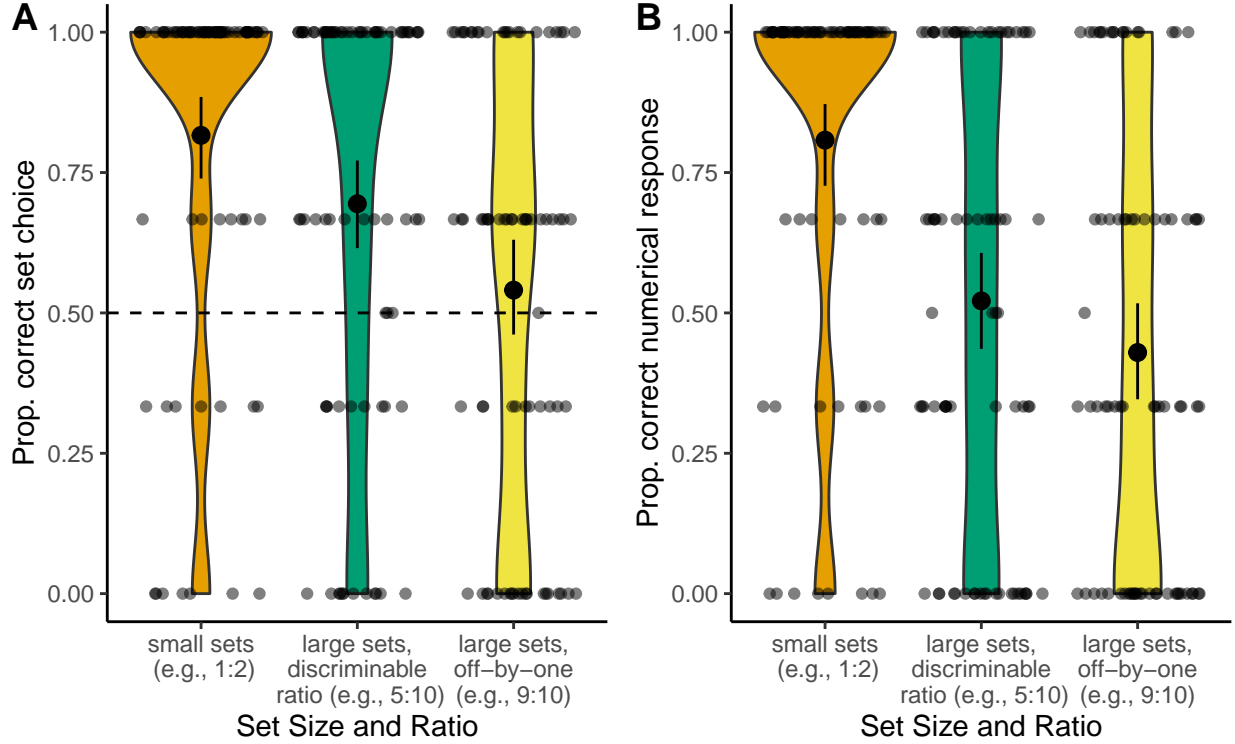 A
Prop. correct set choice
1.00
0.75
0.50
0.25
0.00
small sets
(e.g., 1:2)
large sets,
discriminable
ratio (e.g., 5:10)
large sets,
off−by−one
(e.g., 9:10)
Set Size and Ratio
B
Prop. correct numerical response
1.00
0.75
0.50
0.25
0.00
small sets
(e.g., 1:2)
large sets,
discriminable
ratio (e.g., 5:10)
large sets,
off−by−one
(e.g., 9:10)
Set Size and Ratio